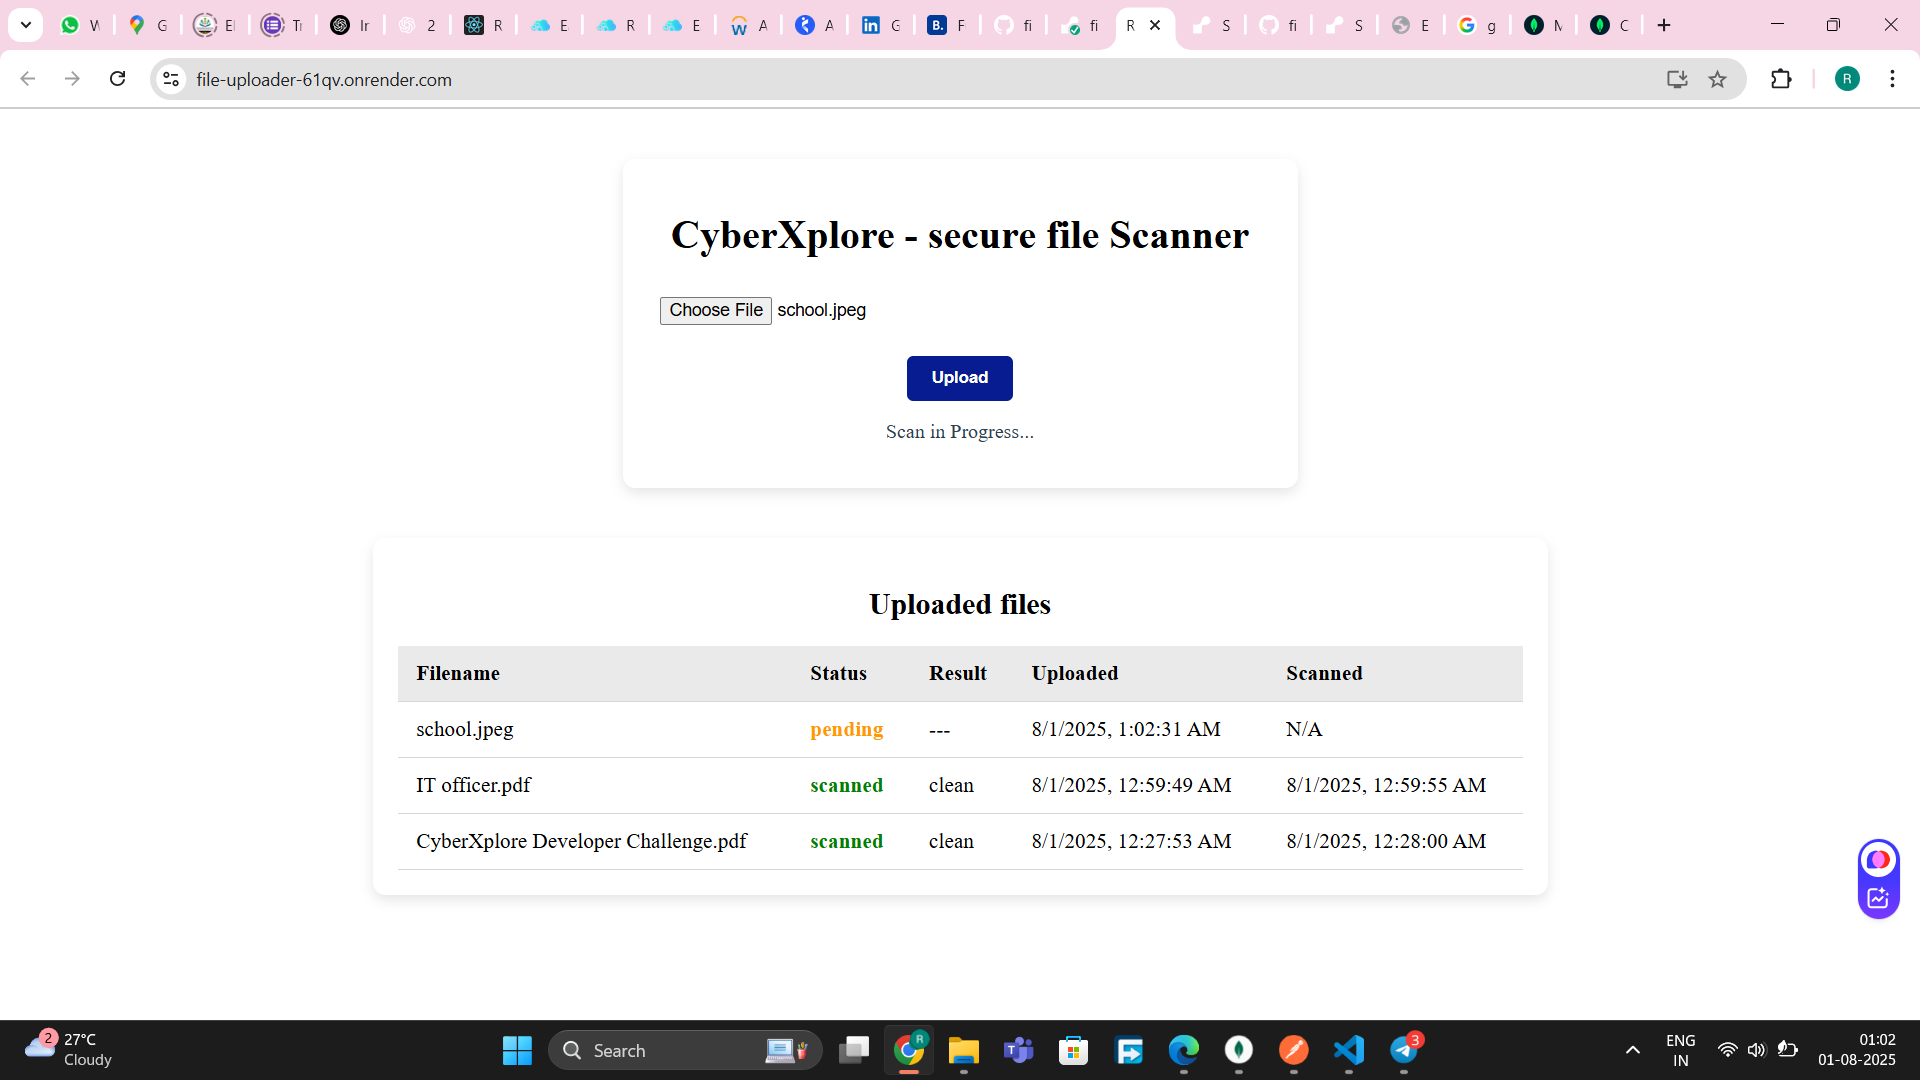 W
G
El
Tr
Ir
2
R
E
R
E
A
A
G
F
fi
fi
R
S
fi
S
E
g
M
C
file-uploader-61qv.onrender.com
R
CyberXplore - secure file Scanner
Choose File school.jpeg
Upload
Scan in Progress...
Uploaded files
Filename Status Result Uploaded Scanned
school.jpeg pending --- 8/1/2025, 1:02:31 AM N/A
IT officer.pdf scanned clean 8/1/2025, 12:59:49 AM 8/1/2025, 12:59:55 AM
CyberXplore Developer Challenge.pdf scanned clean 8/1/2025, 12:27:53 AM 8/1/2025, 12:28:00 AM
2
27°C
Cloudy
Search
R
3
ENG
IN
01:02
01-08-2025